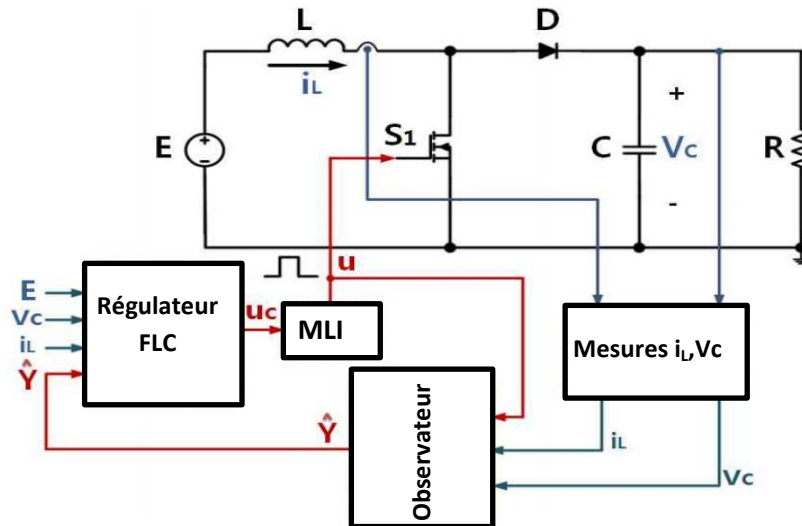 L
D
iL
E
S1
C
+
Vc
-
R
u
E
Vc
iL
Ŷ
Régulateur
FLC
uc
MLI
Mesures iL,Vc
Ŷ
Observateur
iL
Vc